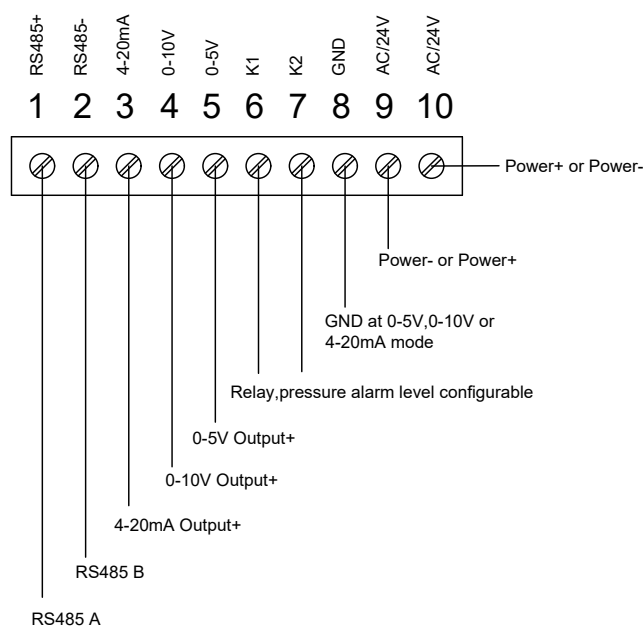 RS485+
RS485-
4-20mA
0-10V
0-5V
K1
K2
GND
AC/24V
AC/24V
1 2 3 4 5 6 7 8 9 10
Power+ or Power-
Power- or Power+
GND at 0-5V,0-10V or
4-20mA mode
Relay,pressure alarm level configurable
0-5V Output+
0-10V Output+
4-20mA Output+
RS485 B
RS485 A